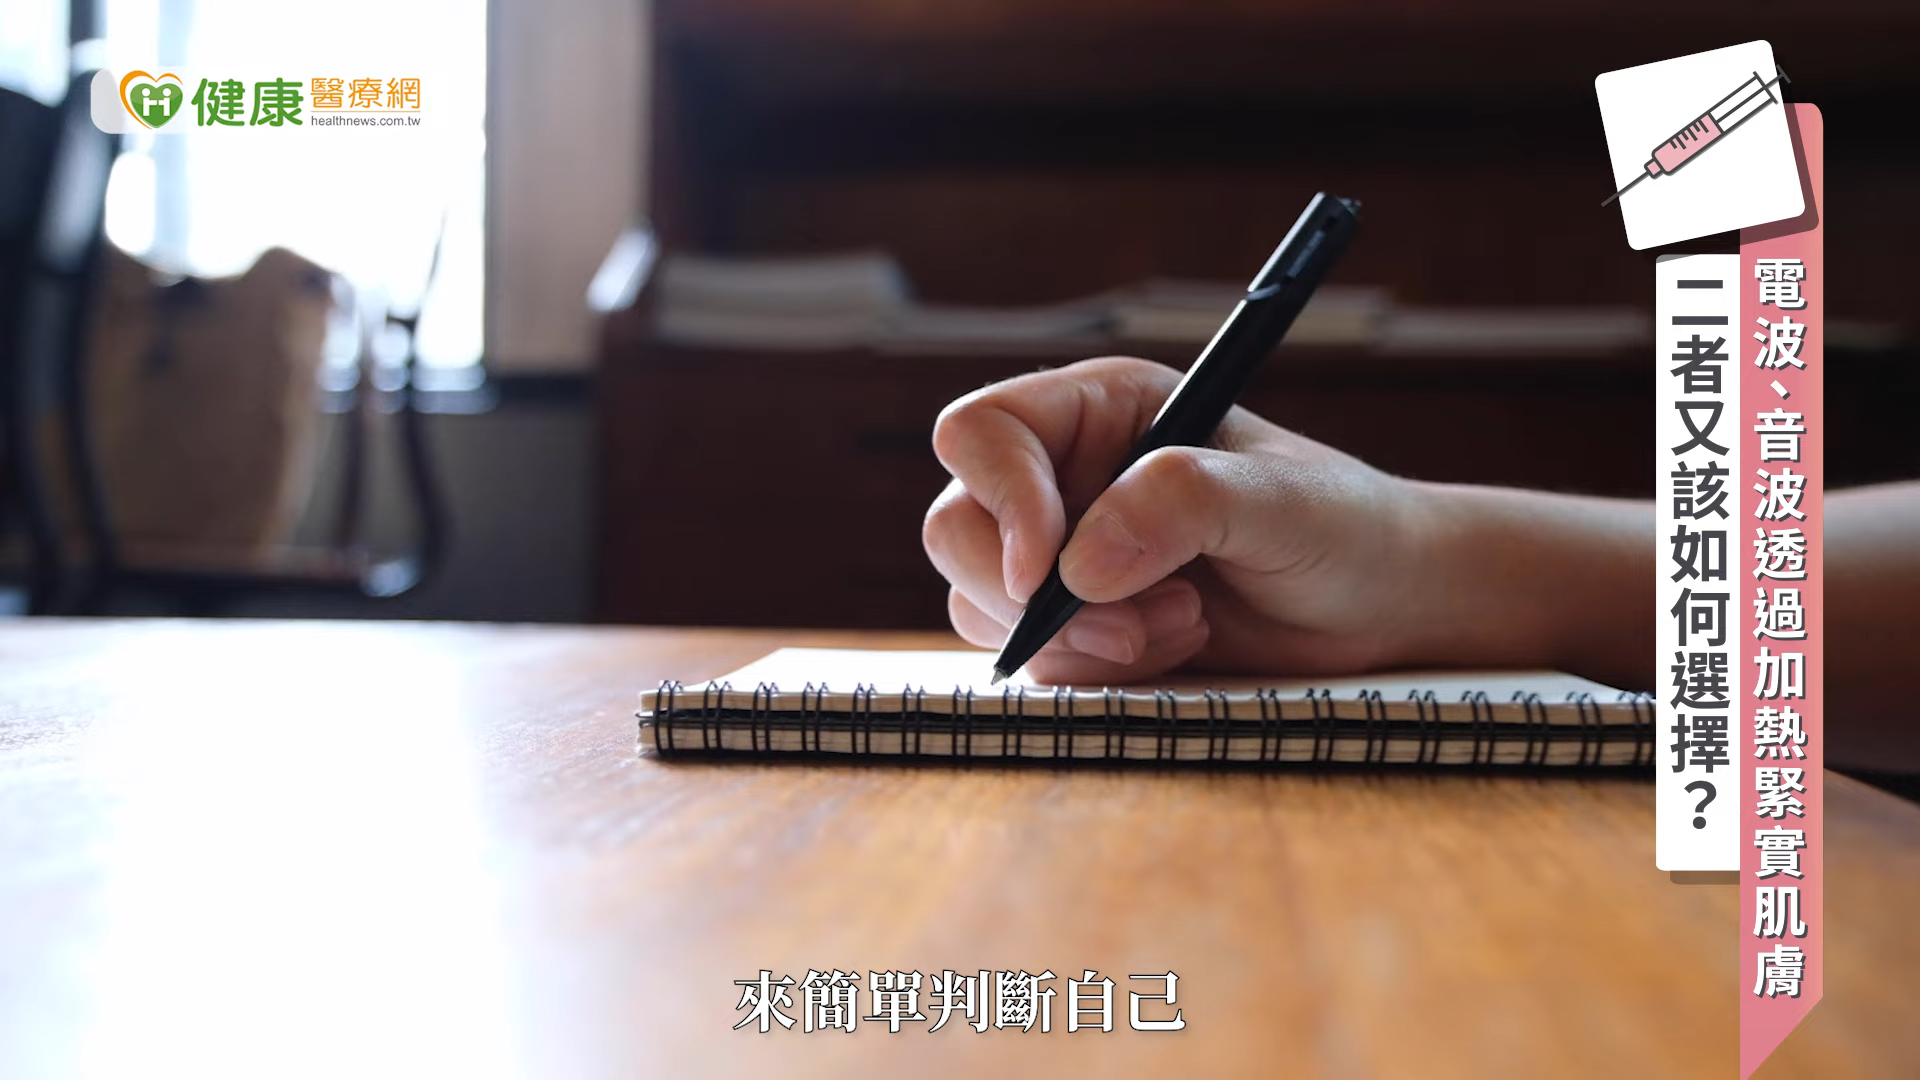 健康醫療網
healthnews.com.tw
電波、音波透過加熱緊實肌膚
二者又該如何選擇？
來簡單判斷自己